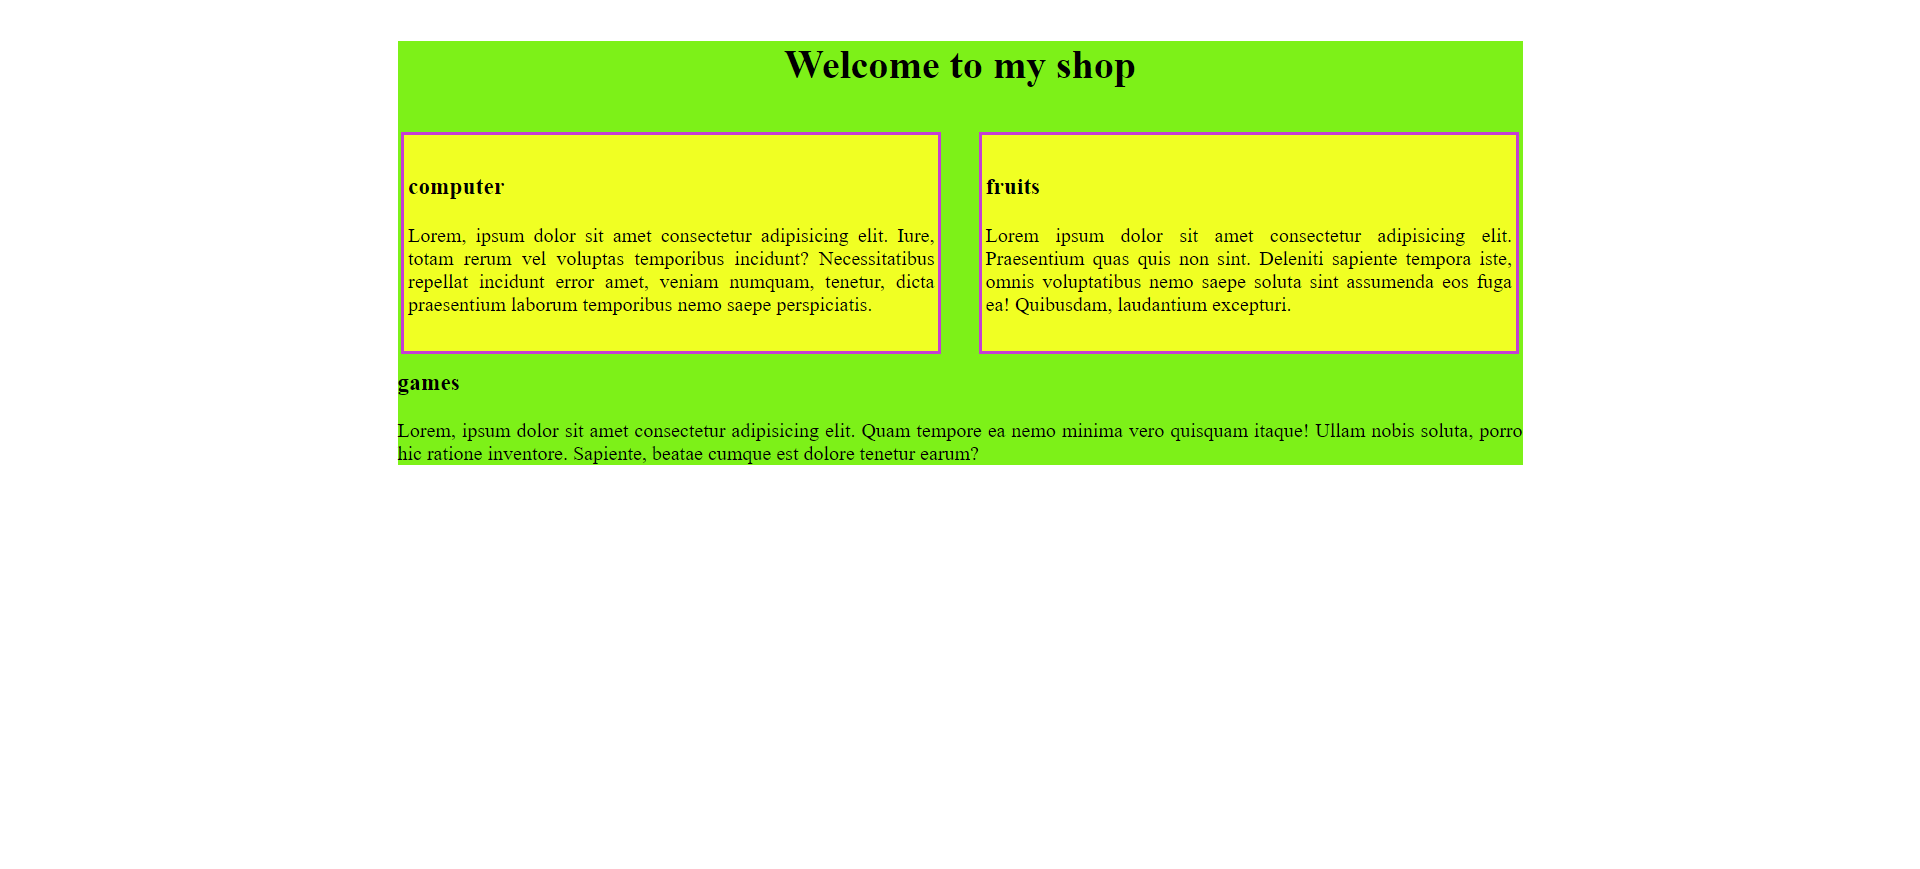 Welcome to my shop
computer
Lorem, ipsum dolor sit amet consectetur adipisicing elit. Iure,
totam rerum vel voluptas temporibus incidunt? Necessitatibus
repellat incidunt error amet, veniam numquam, tenetur, dicta
praesentium laborum temporibus nemo saepe perspiciatis.
fruits
Lorem ipsum dolor sit amet consectetur adipisicing elit.
Praesentium quas quis non sint. Deleniti sapiente tempora iste,
omnis voluptatibus nemo saepe soluta sint assumenda eos fuga
ea! Quibusdam, laudantium excepturi.
games
Lorem, ipsum dolor sit amet consectetur adipisicing elit. Quam tempore ea nemo minima vero quisquam itaque! Ullam nobis soluta, porro
hic ratione inventore. Sapiente, beatae cumque est dolore tenetur earum?